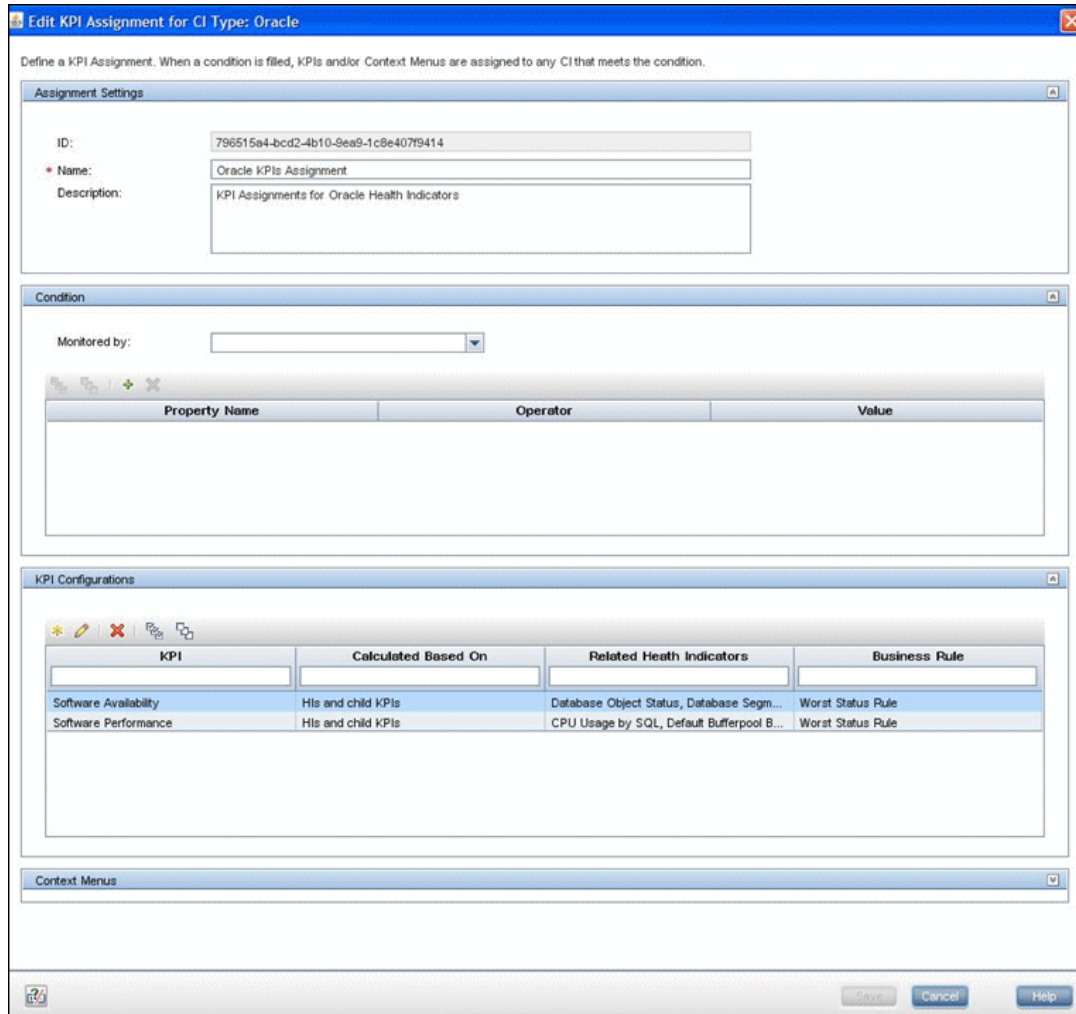 Edit KPI Assignment for CI Type: Oracle
Define a KPI Assignment. When a condition is filled, KPIs and/or Context Menus are assigned to any CI that meets the condition.
Assignment Settings
ID: 796515a4-bcd2-4b10-9ea9-1c8e407f9414
* Name: Oracle KPIs Assignment
Description: KPI Assignments for Oracle Health Indicators
Condition
Monitored by:
Property Name Operator Value
KPI Configurations
KPI Calculated Based On Related Heath Indicators Business Rule
Software Availability HIs and child KPIs Database Object Status, Database Segm... Worst Status Rule
Software Performance HIs and child KPIs CPU Usage by SQL, Default Bufferpool B... Worst Status Rule
Context Menus
Save Cancel Help